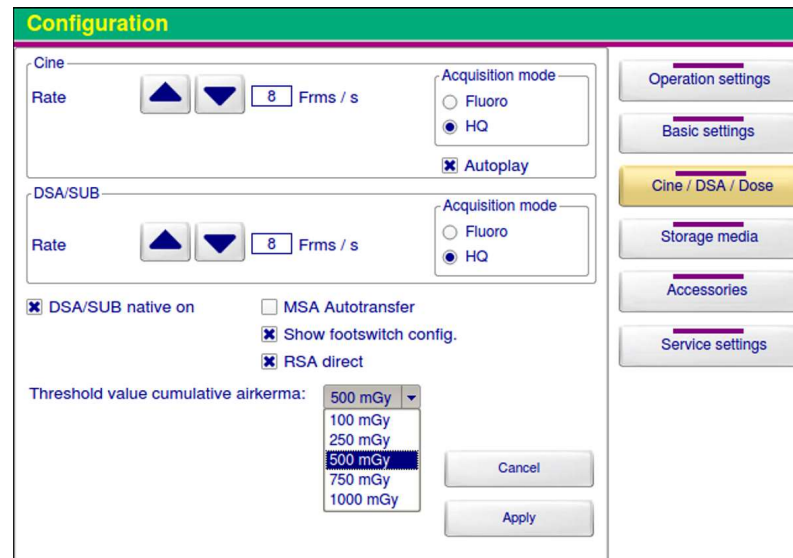 Configuration
Cine
Rate
8
Frms / s
Acquisition mode
Fluoro
HQ
Autoplay
DSA/SUB
Rate
8
Frms / s
Acquisition mode
Fluoro
HQ
DSA/SUB native on
MSA Autotransfer
Show footswitch config.
RSA direct
Threshold value cumulative airkerma:
500 mGy
100 mGy
250 mGy
500 mGy
750 mGy
1000 mGy
Cancel
Apply
Operation settings
Basic settings
Cine / DSA / Dose
Storage media
Accessories
Service settings